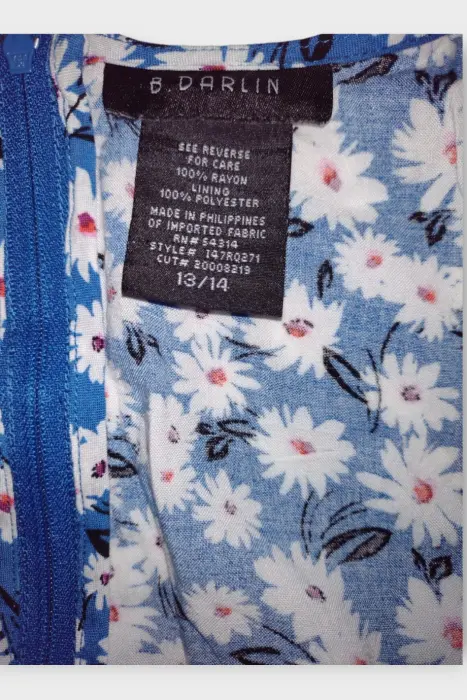 B. DARLIN
SEE REVERSE
FOR CARE
100% RAYON
LINING
100% POLYESTER
MADE IN PHILIPPINES
OF IMPORTED FABRIC
RN# 54314
STYLE# 147RQ271
CUT# 20008219
13/14